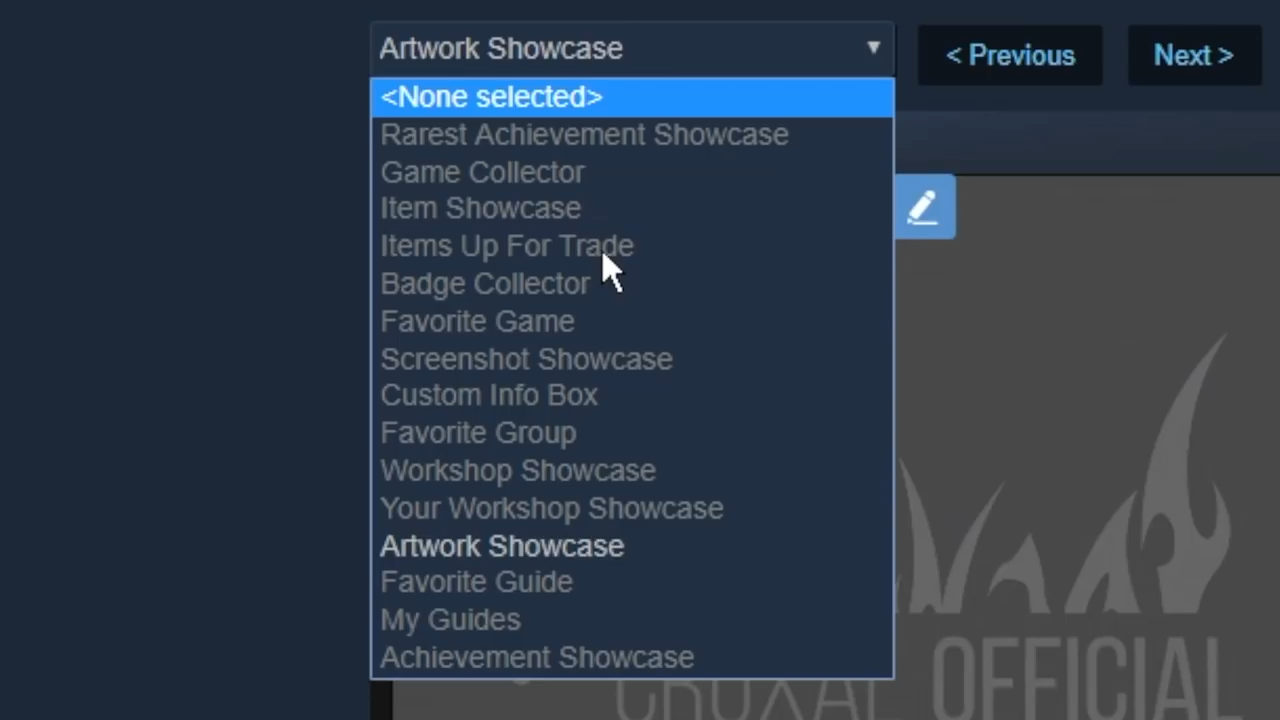 Artwork Showcase
< Previous
Next >
<None selected>
Rarest Achievement Showcase
Game Collector
Item Showcase
Items Up For Trade
Badge Collector
Favorite Game
Screenshot Showcase
Custom Info Box
Favorite Group
Workshop Showcase
Your Workshop Showcase
Artwork Showcase
Favorite Guide
My Guides
Achievement Showcase
OFFICIAL